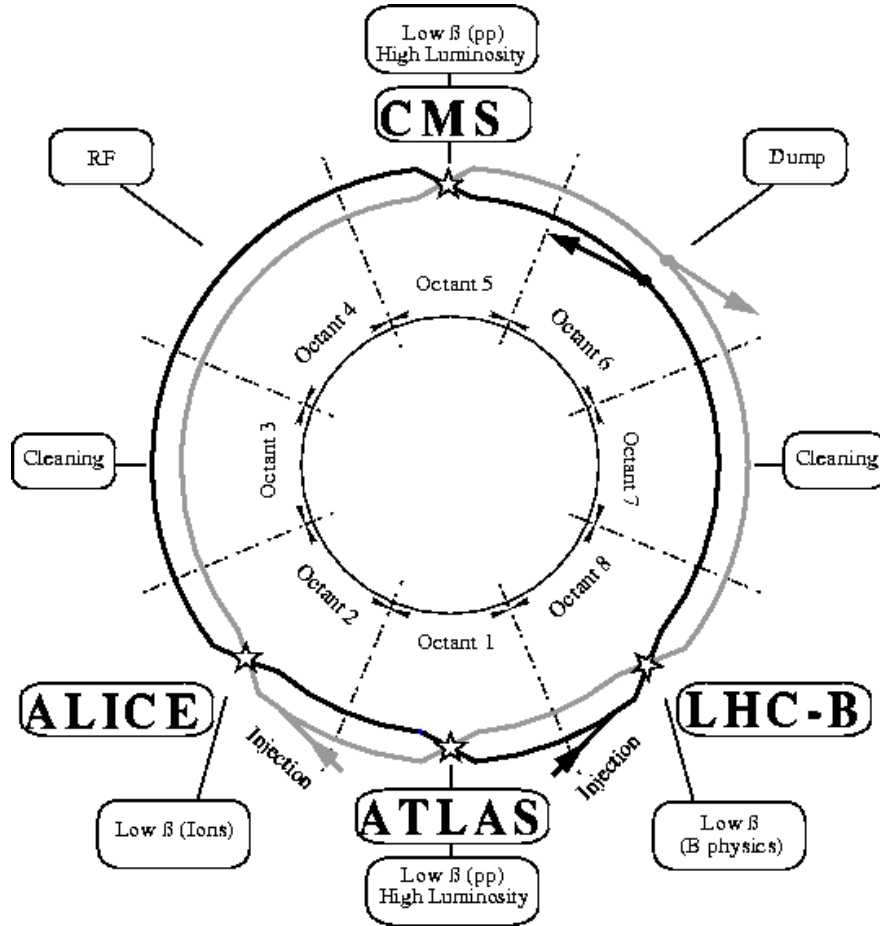 Low ß (pp)
High Luminosity
CMS
RF
Dump
Octant 5
Octant 4
Octant 6
Cleaning
Octant 3
Octant 7
Cleaning
Octant 2
Octant 8
Octant 1
ALICE
LHC-B
Injection
Injection
ATLAS
Low ß (Ions)
Low ß
(B physics)
Low ß (pp)
High Luminosity